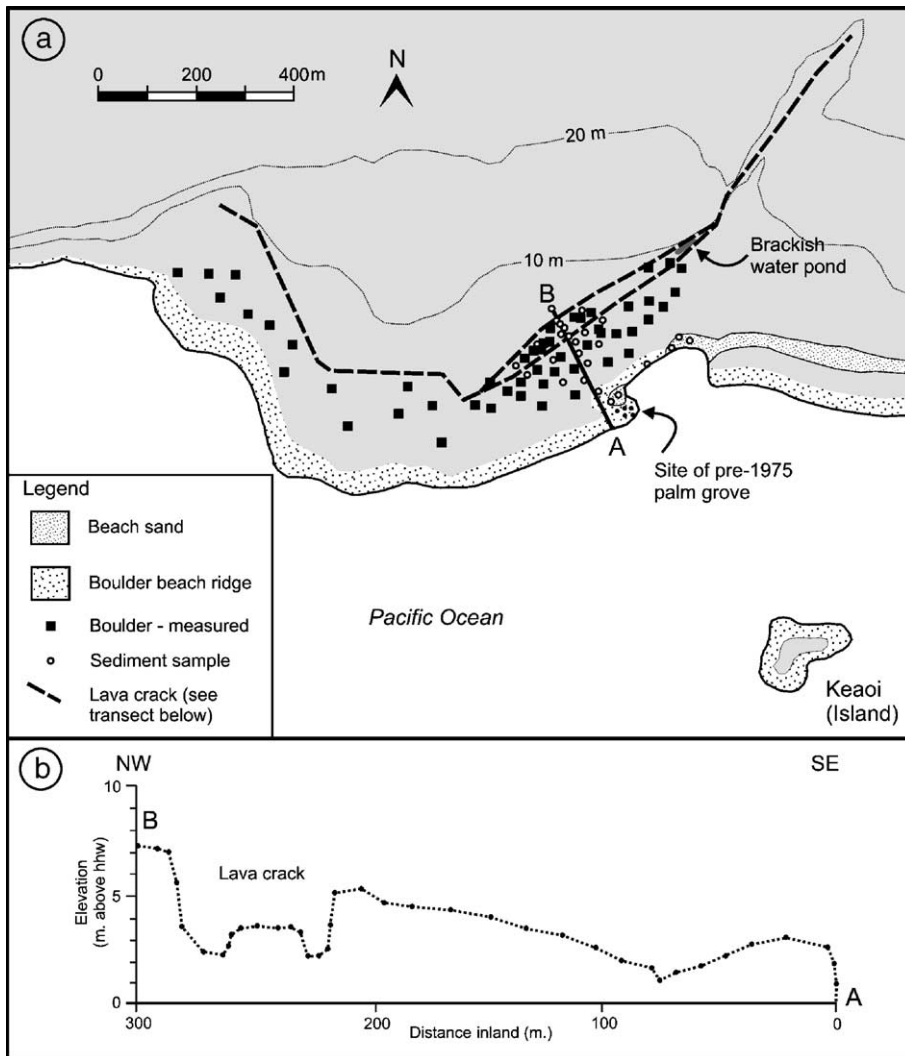 a
0 200 400m
N
20 m
10 m
Brackish
water pond
B
A
Site of pre-1975
palm grove
Legend
Beach sand
Boulder beach ridge
Boulder - measured
Sediment sample
Lava crack (see
transect below)
Pacific Ocean
Keaoi
(Island)
b
NW
SE
10
B
Lava crack
Elevation
(m. above hhw)
5
0
A
300
200
100
0
Distance inland (m.)